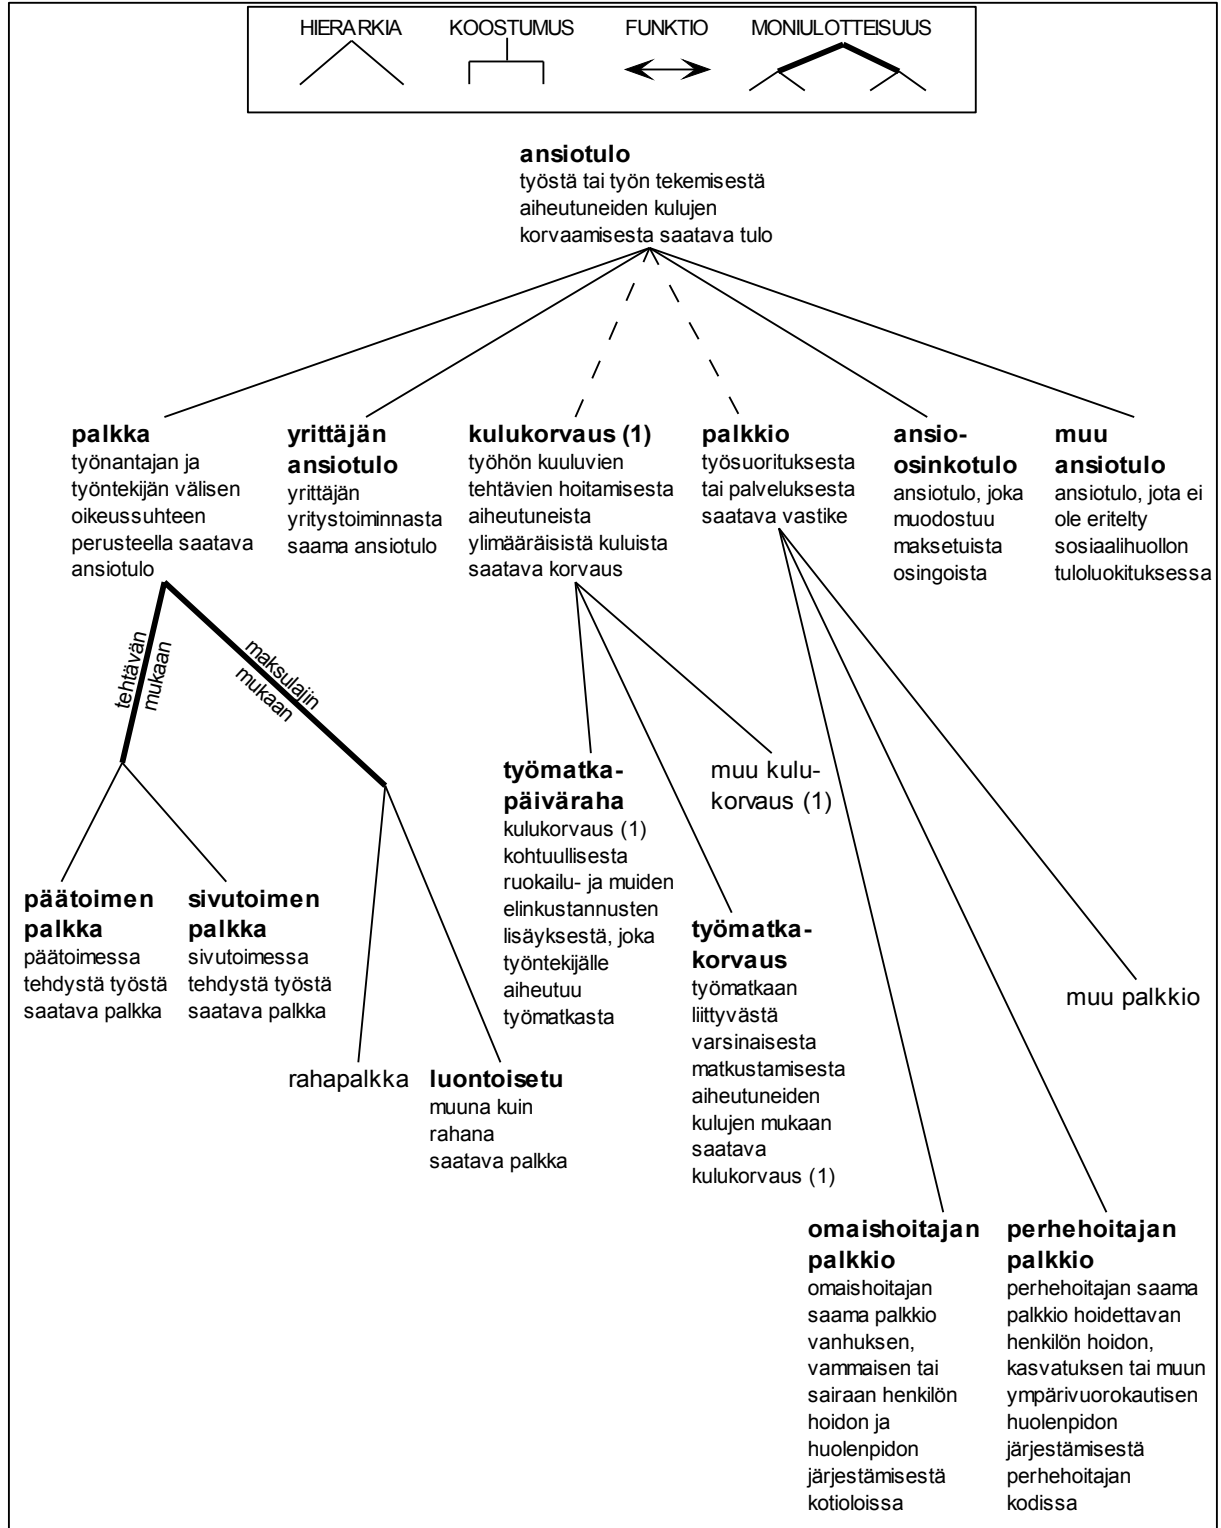 HIERARKIA KOOSTUMUS FUNKTIO MONIULOTTEISUUS
ansiotulo
työstä tai työn tekemisestä
aiheutuneiden kulujen
korvaamisesta saatava tulo
palkka
työnantajan ja
työntekijän välisen
oikeussuhteen
perusteella saatava
ansiotulo
yrittäjän
ansiotulo
yrittäjän
yritystoiminnasta
saama ansiotulo
kulukorvaus (1)
työhön kuuluvien
tehtävien hoitamisesta
aiheutuneista
ylimääräisistä kuluista
saatava korvaus
palkkio
työsuorituksesta
tai palveluksesta
saatava vastike
ansio-
osinkotulo
ansiotulo, joka
muodostuu
maksetuista
osingoista
muu
ansiotulo
ansiotulo, jota ei
ole eritelty
sosiaalihuollon
tuloluokituksessa
tehtävän
mukaan
maksulajin
mukaan
päätoimen
palkka
päätoimessa
tehdystä työstä
saatava palkka
sivutoimen
palkka
sivutoimessa
tehdystä työstä
saatava palkka
rahapalkka
luontoisetu
muuna kuin
rahana
saatava palkka
työmatka-
päiväraha
kulukorvaus (1)
kohtuullisesta
ruokailu- ja muiden
elinkustannusten
lisäyksestä, joka
työntekijälle
aiheutuu
työmatkasta
työmatka-
korvaus
työmatkaan
liittyvästä
varsinaisesta
matkustamisesta
aiheutuneiden
kulujen mukaan
saatava
kulukorvaus (1)
muu kulu-
korvaus (1)
omaishoitajan
palkkio
omaishoitajan
saama palkkio
vanhuksen,
vammaisen tai
sairaan henkilön
hoidon ja
huolenpidon
järjestämisestä
kotioloissa
perhehoitajan
palkkio
perhehoitajan saama
palkkio hoidettavan
henkilön hoidon,
kasvatuksen tai muun
ympärivuorokautisen
huolenpidon
järjestämisestä
perhehoitajan
kodissa
muu palkkio